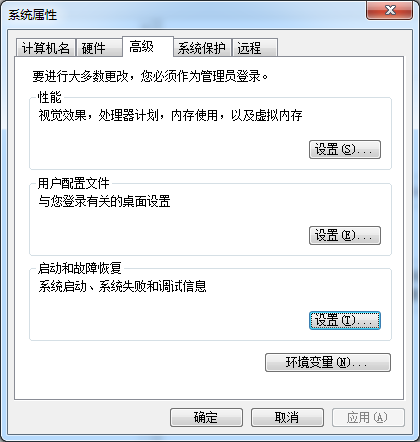 系统属性
计算机名 硬件 高级 系统保护 远程
要进行大多数更改，您必须作为管理员登录。
性能
视觉效果，处理器计划，内存使用，以及虚拟内存
设置(S)...
用户配置文件
与您登录有关的桌面设置
设置(E)...
启动和故障恢复
系统启动、系统失败和调试信息
设置(T)...
环境变量(N)...
确定 取消 应用(A)